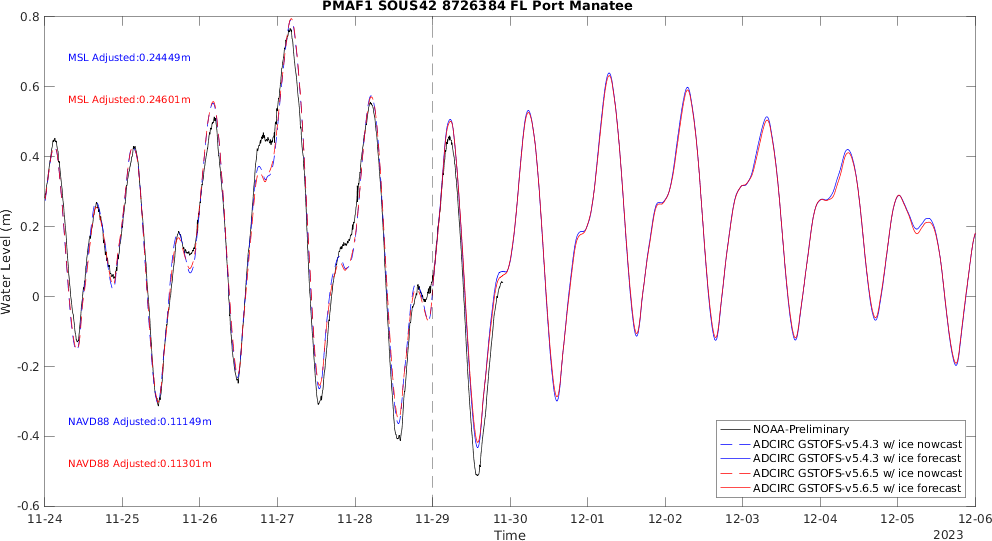 PMAF1 SOUS42 8726384 FL Port Manatee
0.8
0.6
0.4
0.2
0
-0.2
-0.4
-0.6
Water Level (m)
MSL Adjusted:0.24449m
MSL Adjusted:0.24601m
NAVD88 Adjusted:0.11149m
NAVD88 Adjusted:0.11301m
NOAA-Preliminary
ADCIRC GSTOFS-v5.4.3 w/ ice nowcast
ADCIRC GSTOFS-v5.4.3 w/ ice forecast
ADCIRC GSTOFS-v5.6.5 w/ ice nowcast
ADCIRC GSTOFS-v5.6.5 w/ ice forecast
11-24 11-25 11-26 11-27 11-28 11-29 11-30 12-01 12-02 12-03 12-04 12-05 12-06
Time
2023